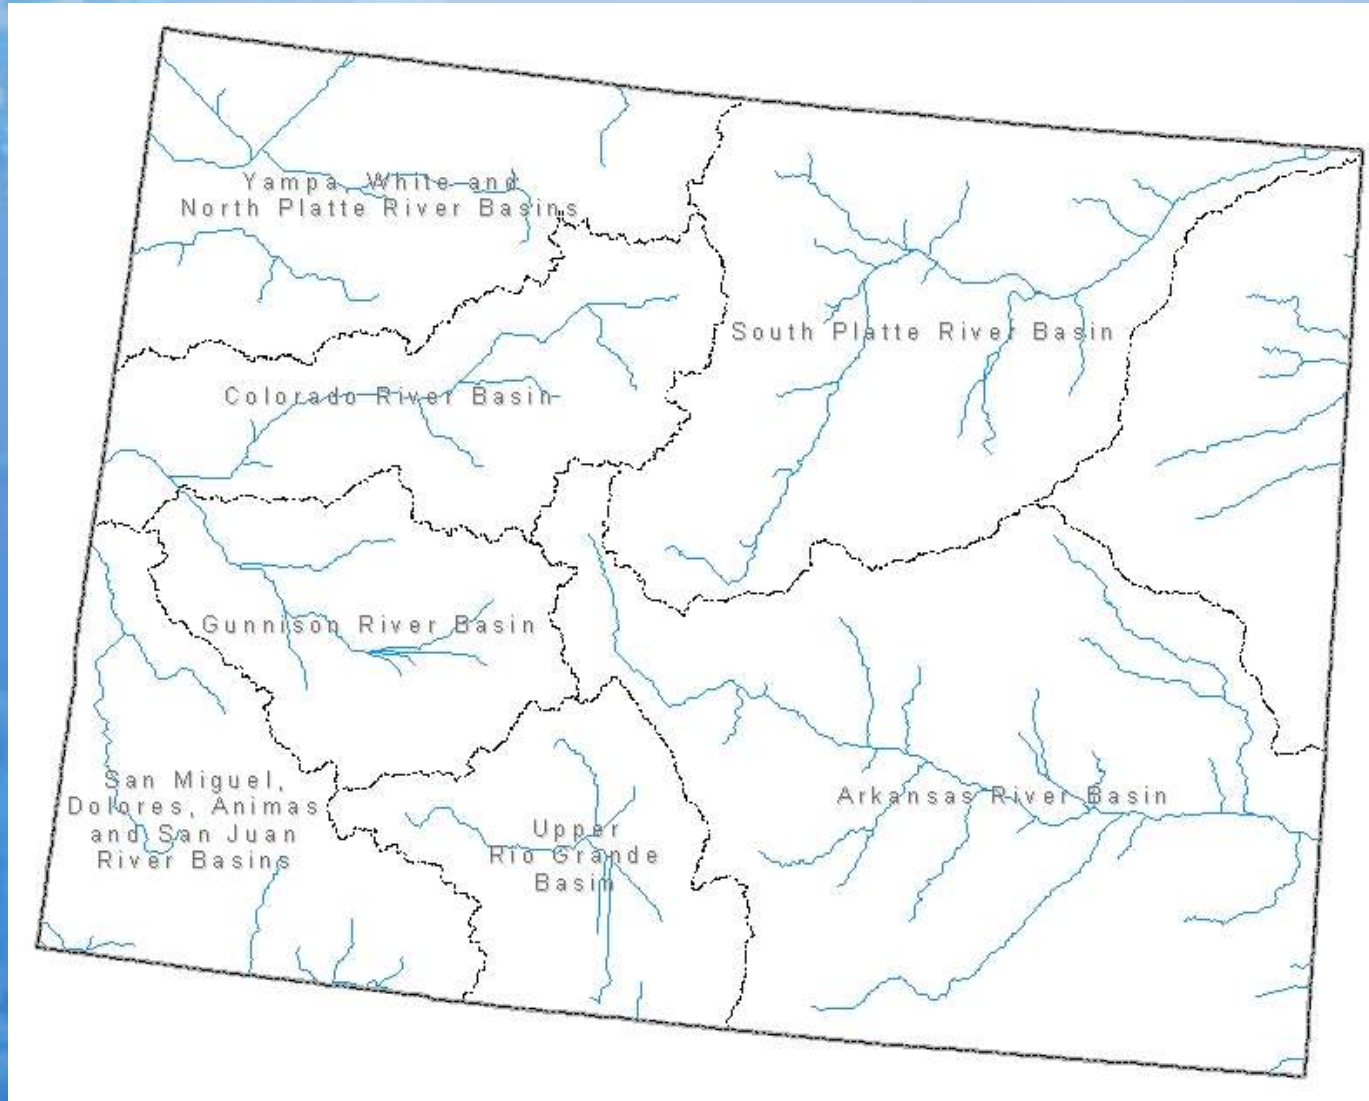 Yampa, White and
North Platte River Basins
South Platte River Basin
Colorado River Basin
Gunnison River Basin
San Miguel,
Dolores, Animas
and San Juan
River Basins
Upper
Rio Grande
Basin
Arkansas River Basin